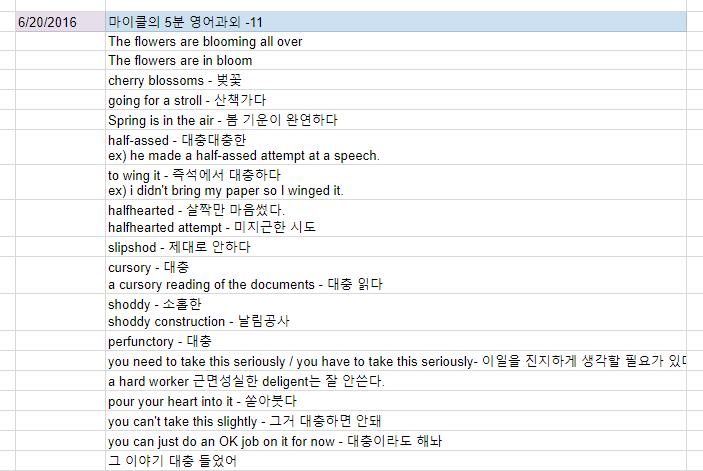 6/20/2016 마이클의 5분 영어과외 -11
The flowers are blooming all over
The flowers are in bloom
cherry blossoms - 벚꽃
going for a stroll - 산책가다
Spring is in the air - 봄 기운이 완연하다
half-assed - 대충대충한
ex) he made a half-assed attempt at a speech.
to wing it - 즉석에서 대충하다
ex) i didn't bring my paper so I winged it.
halfhearted - 살짝만 마음썼다.
halfhearted attempt - 미지근한 시도
slipshod - 제대로 안하다
cursory - 대충
a cursory reading of the documents - 대충 읽다
shoddy - 소홀한
shoddy construction - 날림공사
perfunctory - 대충
you need to take this seriously / you have to take this seriously- 이일을 진지하게 생각할 필요가 있
a hard worker 근면성실한 deligent는 잘 안쓴다.
pour your heart into it - 쏟아붓다
you can't take this slightly - 그거 대충하면 안돼
you can just do an OK job on it for now - 대충이라도 해놔
그 이야기 대충 들었어